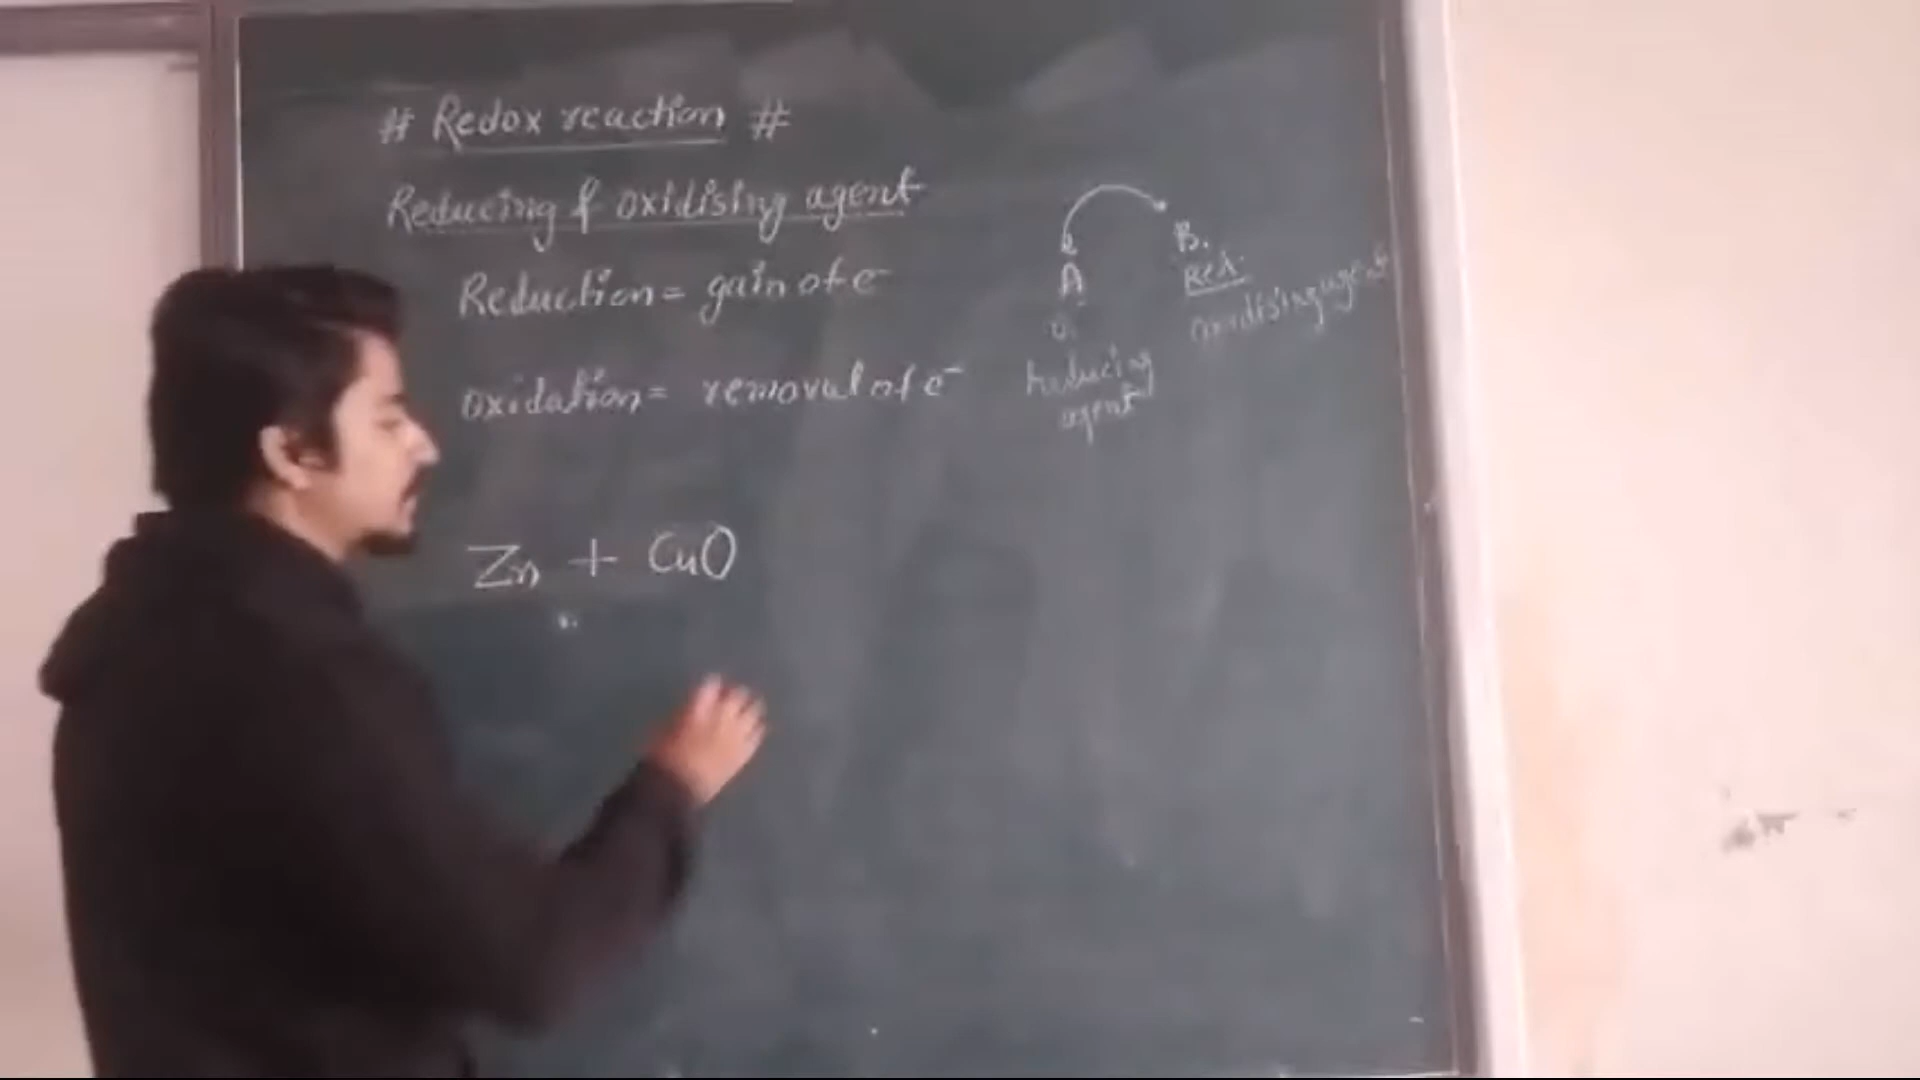 # Redox reaction #
Reducing & oxidising agent
Reduction = gain of e⁻
oxidation = removal of e⁻
Zn + CuO
e
A
O.
reducing
agent
B.
Red.
oxidising agent